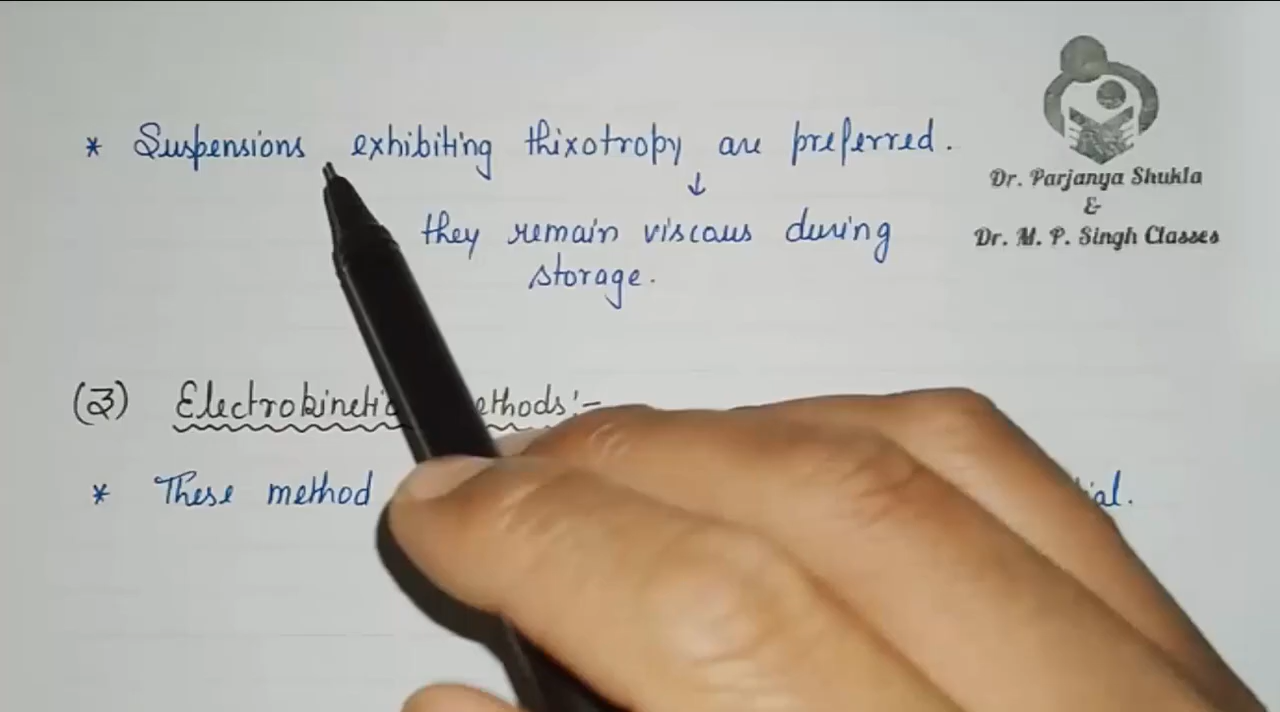 * Suspensions exhibiting thixotropy are preferred.
↓
they remain viscous during
storage.
Dr. Parjanya Shukla
&
Dr. M. P. Singh Classes
(3) Electrokinetic ethods:-
* These method